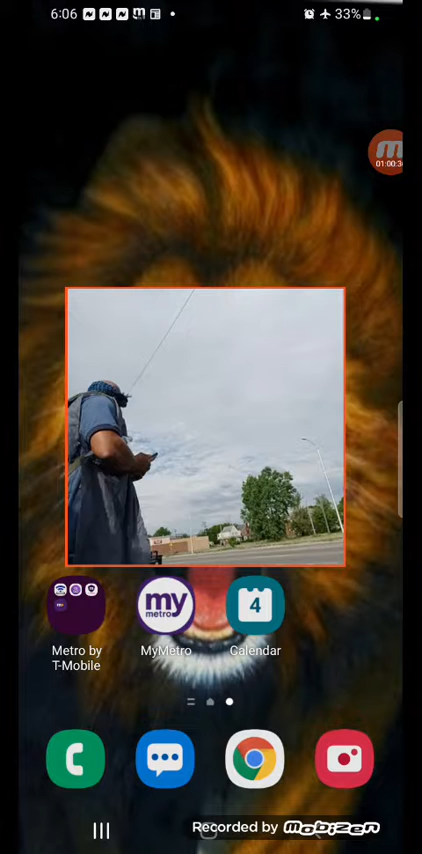 6:06
33%
01:00:3
my
metro
4
Metro by
T-Mobile
MyMetro
Calendar
Recorded by MOBIZEN